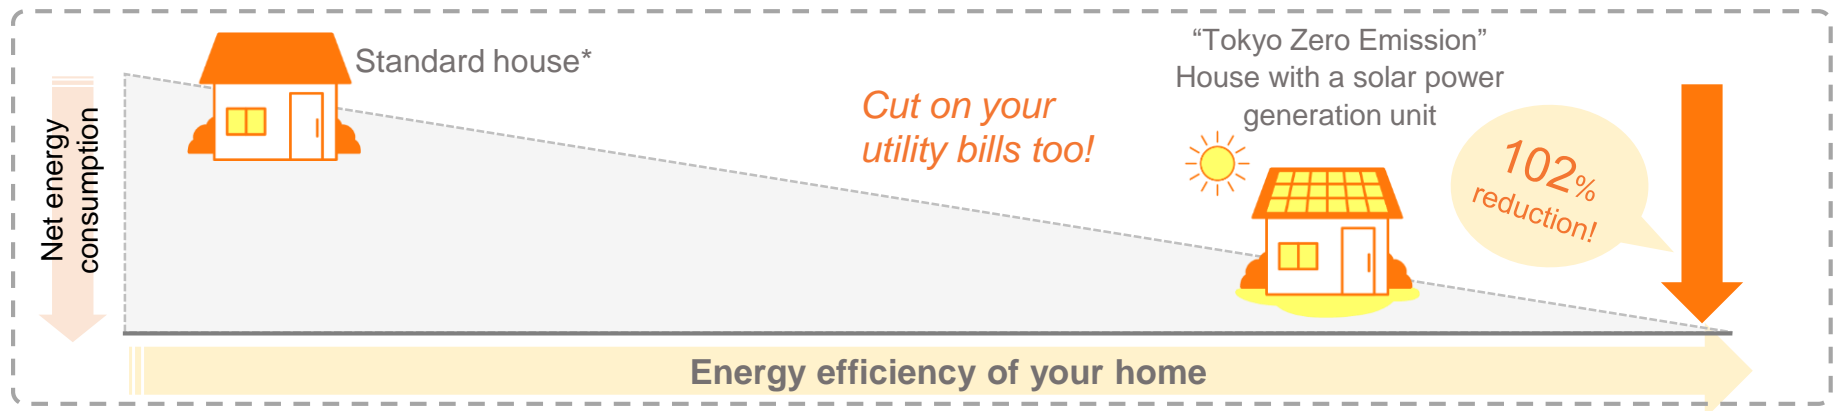 Net energy
consumption
Standard house*
Cut on your
utility bills too!
“Tokyo Zero Emission”
House with a solar power
generation unit
102%
reduction!
Energy efficiency of your home